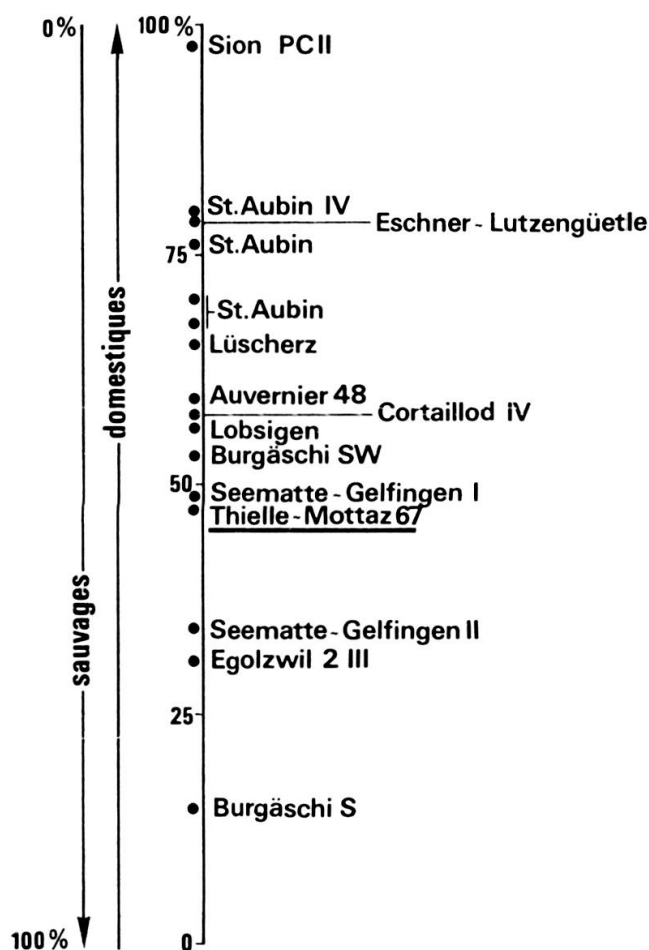 0%
100%
Sion PCII
St.Aubin IV
Eschner-Lutzengüetle
St.Aubin
75
St.Aubin
Lüscherz
domestiques
Auvernier 48
Cortaillod IV
Lobsigen
Burgäschi SW
50
Seematte-Gelfingen I
Thielle-Mottaz 67
sauvages
Seematte-Gelfingen II
Egolzwil 2 III
25
Burgäschi S
100%
0